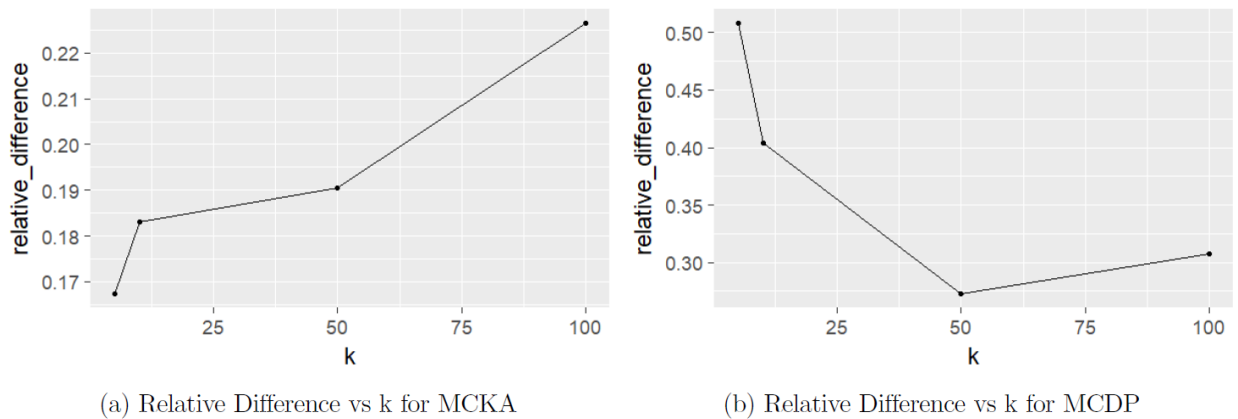 relative_difference
0.22
0.21
0.20
0.19
0.18
0.17
25 50 75 100
k
(a) Relative Difference vs k for MCKA
relative_difference
0.50
0.45
0.40
0.35
0.30
25 50 75 100
k
(b) Relative Difference vs k for MCDP